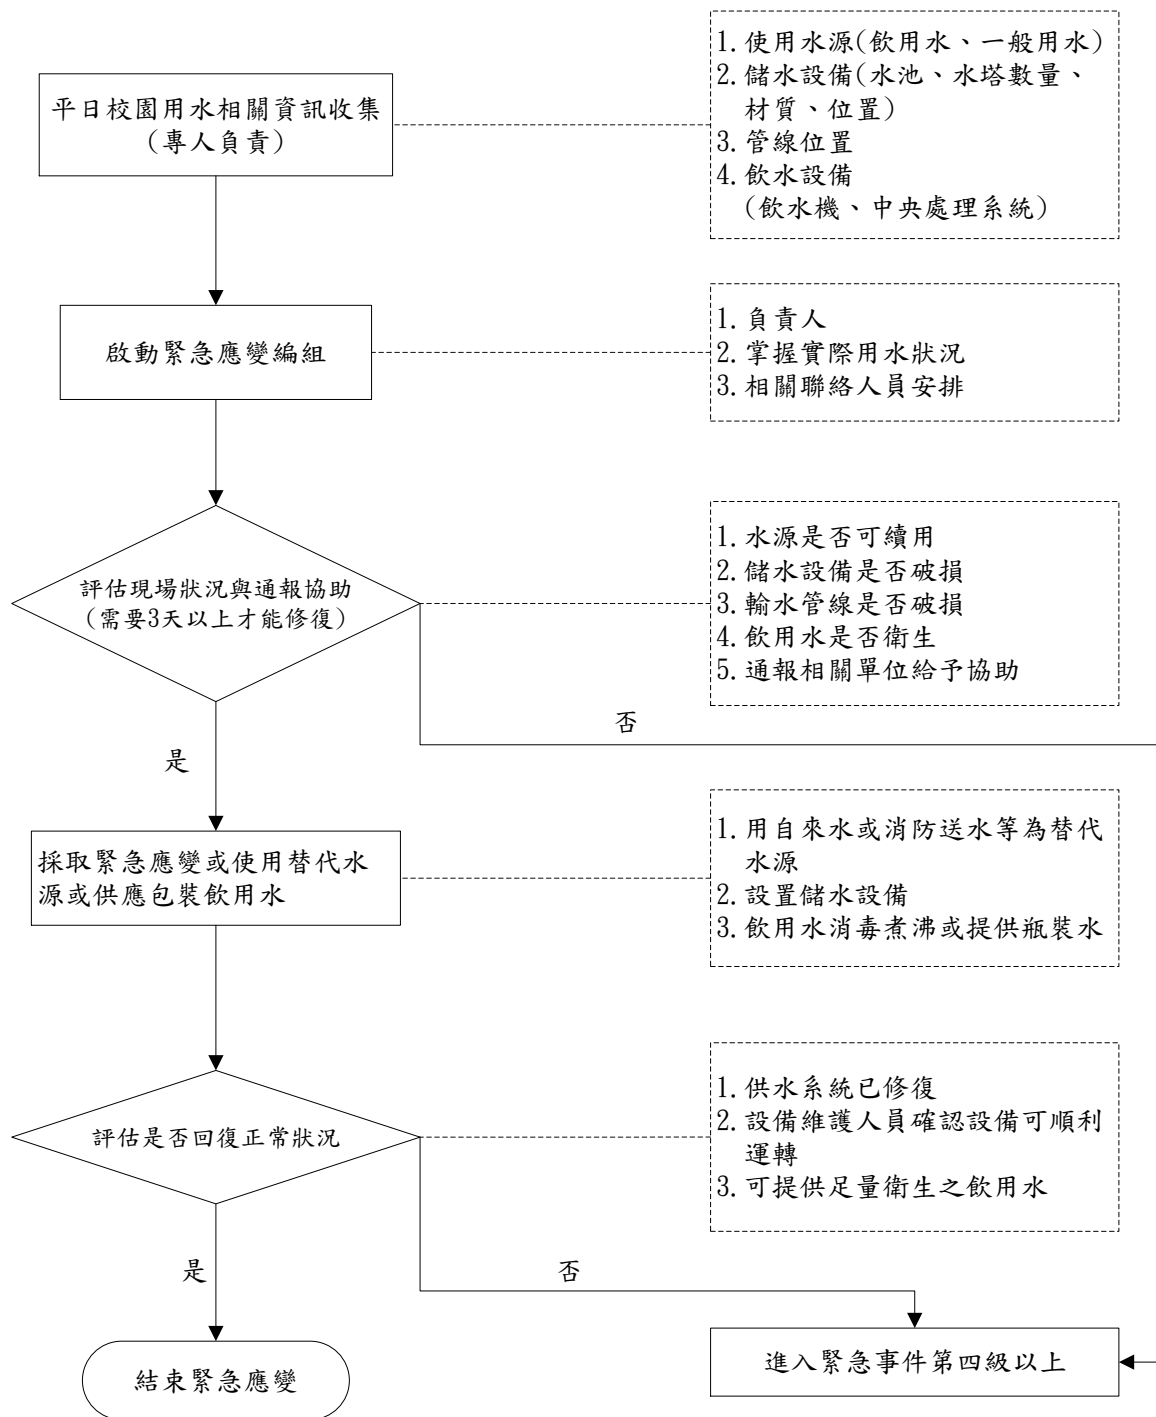 平日校園用水相關資訊收集
(專人負責)
1. 使用水源(飲用水、一般用水)
2. 儲水設備(水池、水塔數量、
材質、位置)
3. 管線位置
4. 飲水設備
(飲水機、中央處理系統)
啟動緊急應變編組
1. 負責人
2. 掌握實際用水狀況
3. 相關聯絡人員安排
評估現場狀況與通報協助
(需要3天以上才能修復)
1. 水源是否可續用
2. 儲水設備是否破損
3. 輸水管線是否破損
4. 飲用水是否衛生
5. 通報相關單位給予協助
否
是
採取緊急應變或使用替代水
源或供應包裝飲用水
1. 用自來水或消防送水等為替代
水源
2. 設置儲水設備
3. 飲用水消毒煮沸或提供瓶裝水
評估是否回復正常狀況
1. 供水系統已修復
2. 設備維護人員確認設備可順利
運轉
3. 可提供足量衛生之飲用水
是
否
結束緊急應變
進入緊急事件第四級以上